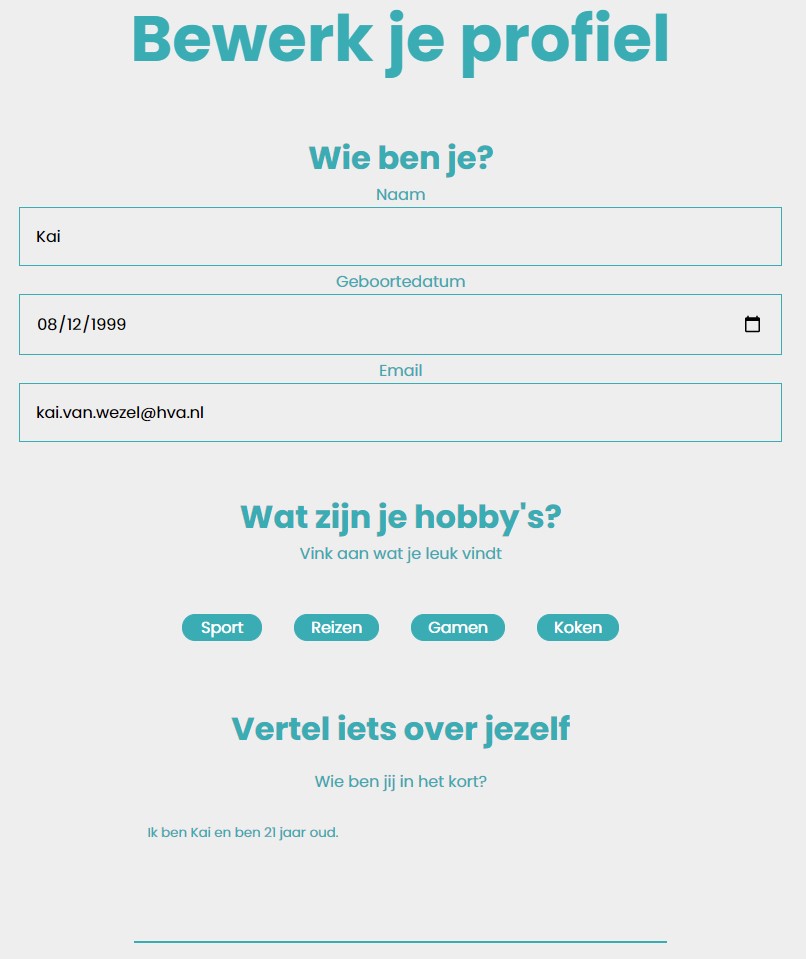 Bewerk je profiel
Wie ben je?
Naam
Kai
Geboortedatum
08/12/1999
Email
kai.van.wezel@hva.nl
Wat zijn je hobby's?
Vink aan wat je leuk vindt
Sport Reizen Gamen Koken
Vertel iets over jezelf
Wie ben jij in het kort?
Ik ben Kai en ben 21 jaar oud.